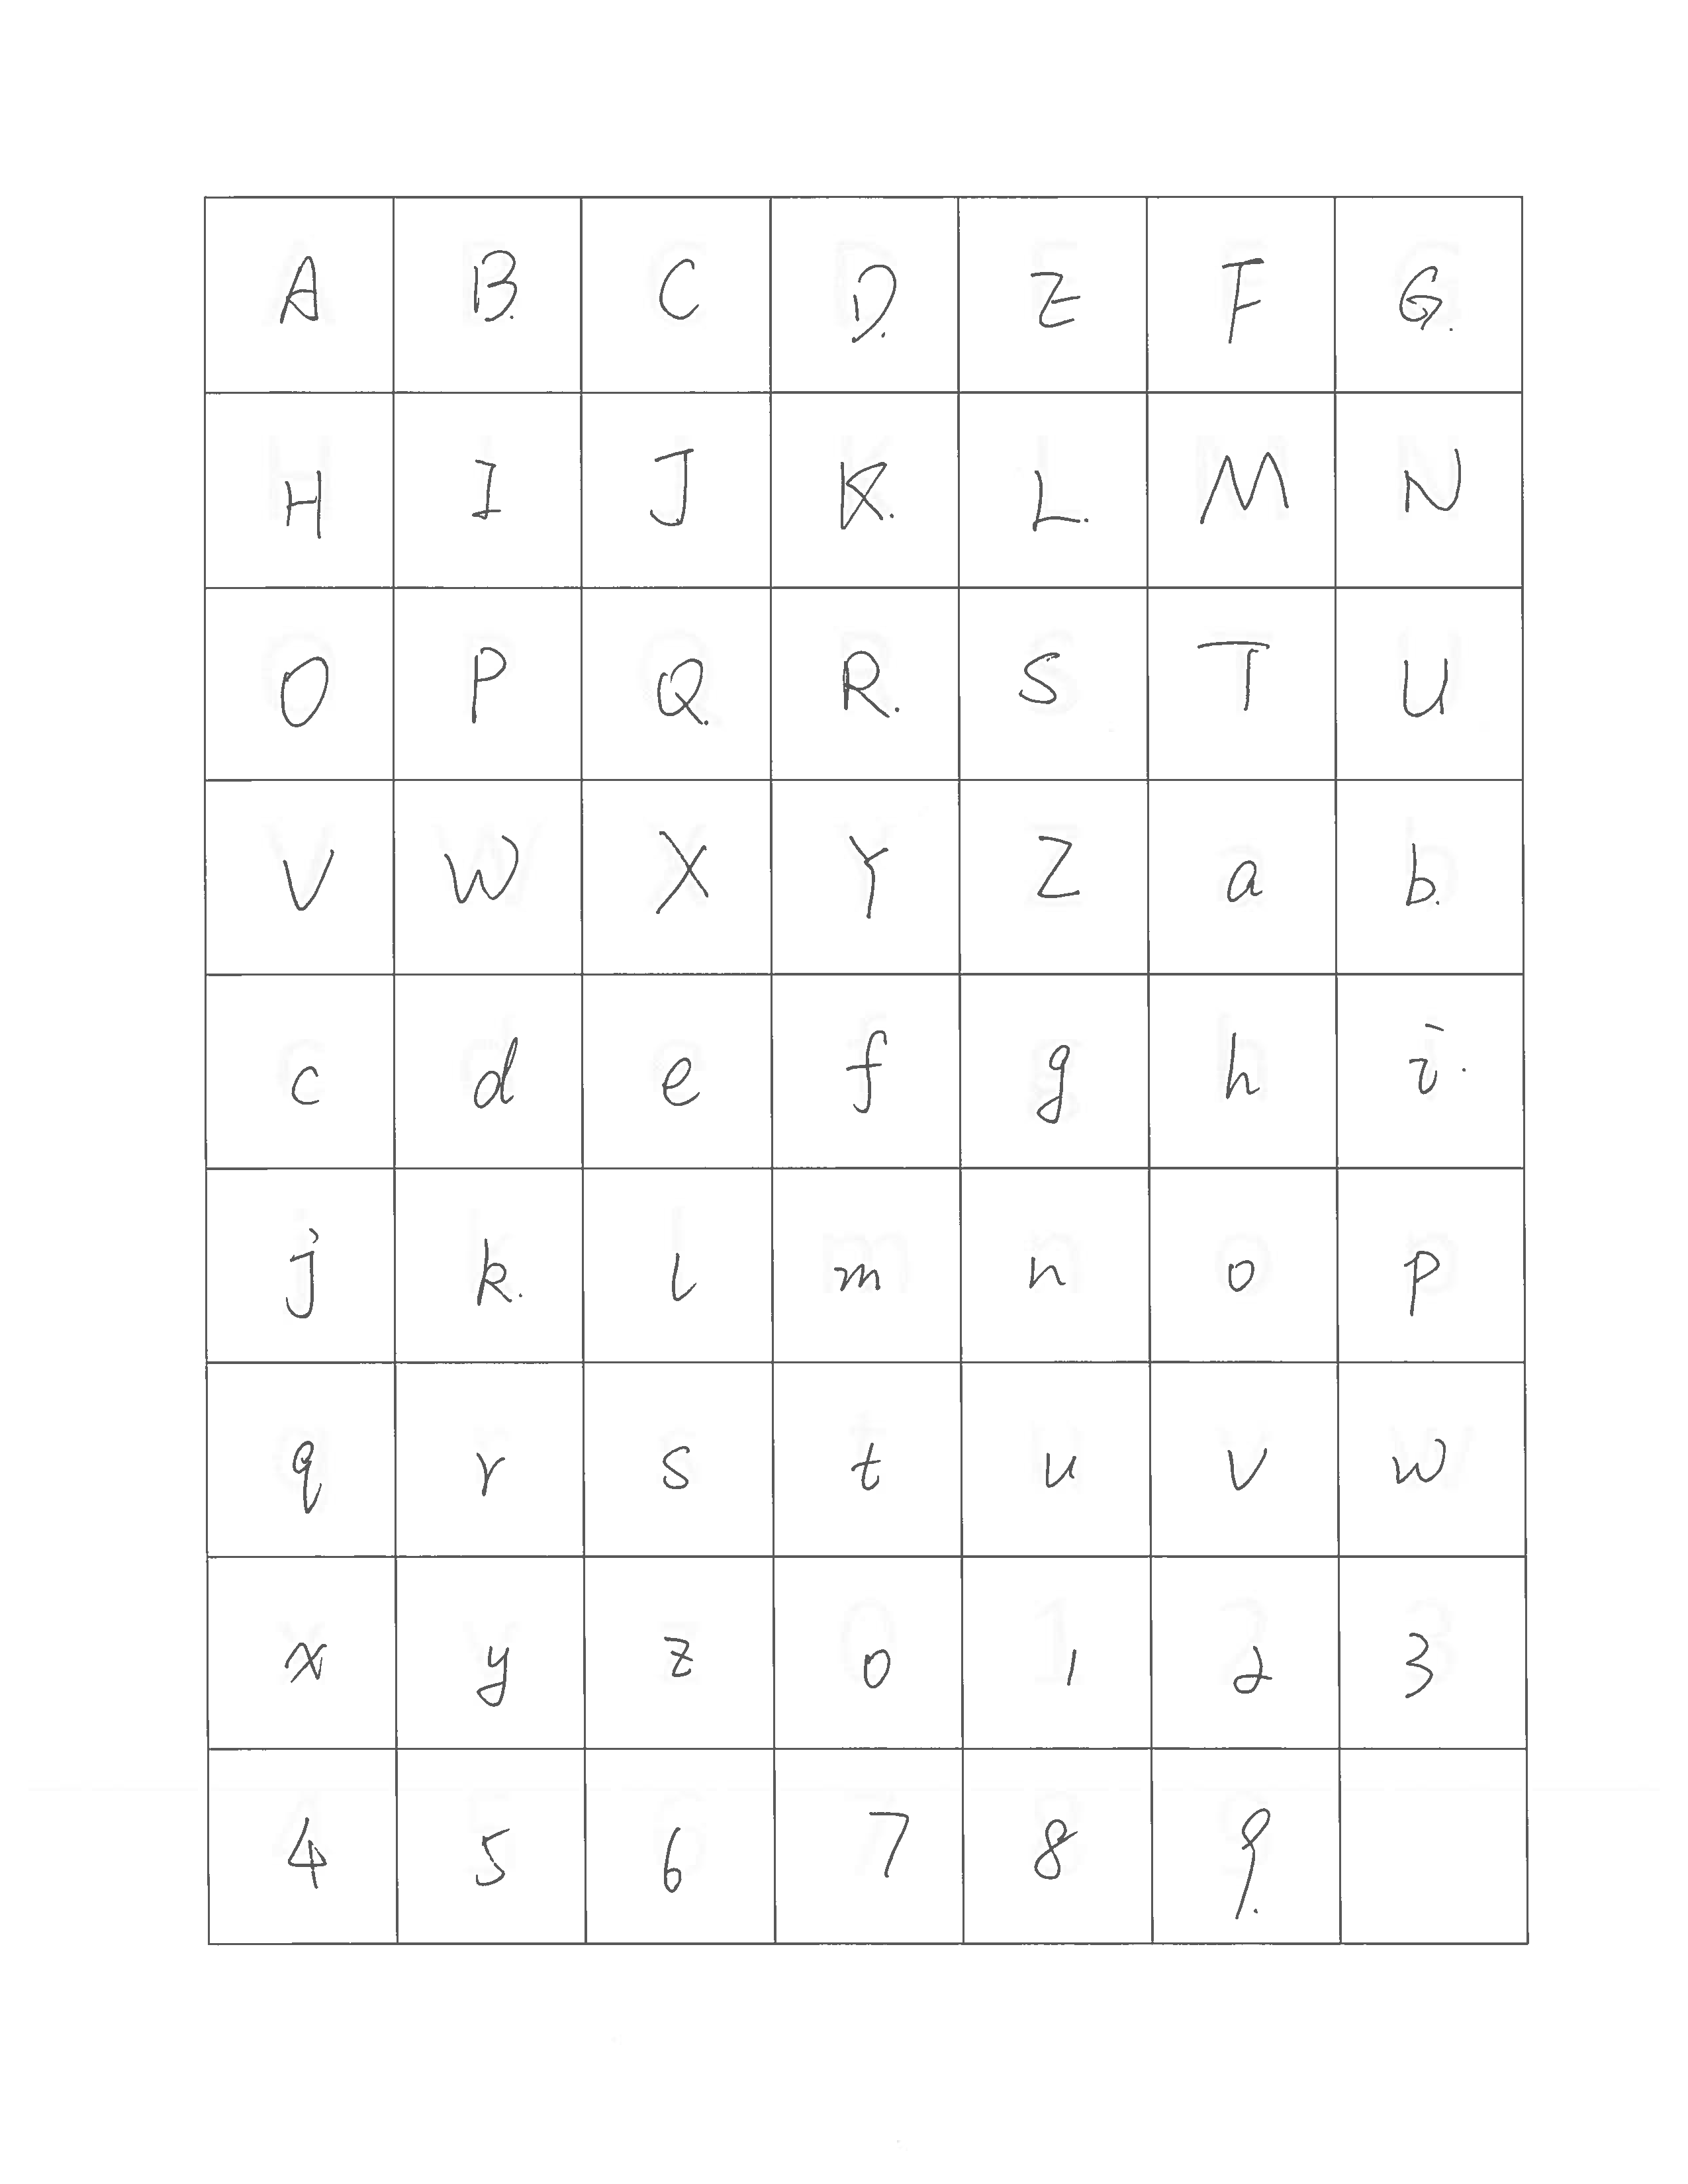 A B. C D. E F G.
H I J K. L. M N
O P Q. R. S T U
V W X Y Z a b.
c d e f g h i.
j k. l m n o p
q r s t u v w
x y z 0 1 2 3
4 5 6 7 8 9.